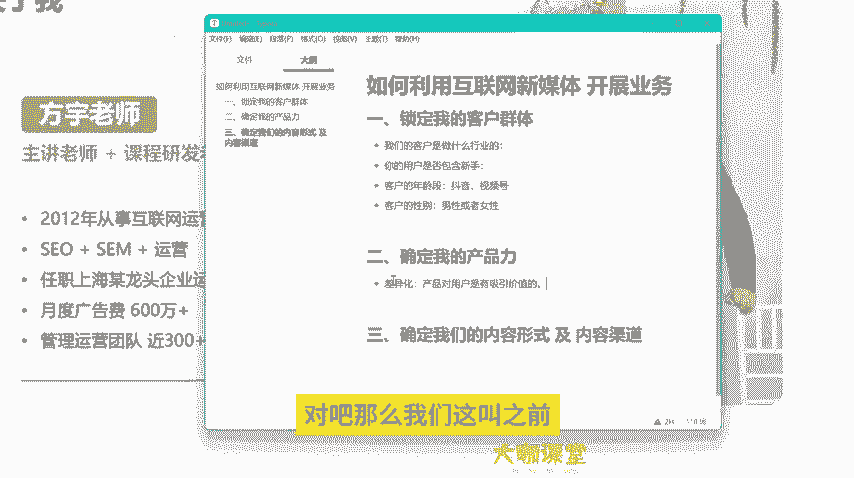 方宇老师
主讲老师 + 课程研发
2012年从事互联网运营
SEO + SEM + 运营
任职上海某龙头企业运
月度广告费 600万+
管理运营团队 近300+
文件(F) 编辑(E) 段落(P) 格式(O) 视图(V) 主题(T) 帮助(H)
文件 大纲
如何利用互联网新媒体 开展业务
一、锁定我的客户群体
二、确定我的产品力
三、确定我们的内容形式 及
内容渠道
如何利用互联网新媒体 开展业务
一、锁定我的客户群体
我们的客户是做什么行业的:
你的用户是否包含新手:
客户的年龄段: 抖音、视频号
客户的性别: 男性或者女性
二、确定我的产品力
差异化: 产品对用户是有吸引价值的、
三、确定我们的内容形式 及 内容渠道
对吧那么我们这叫之前